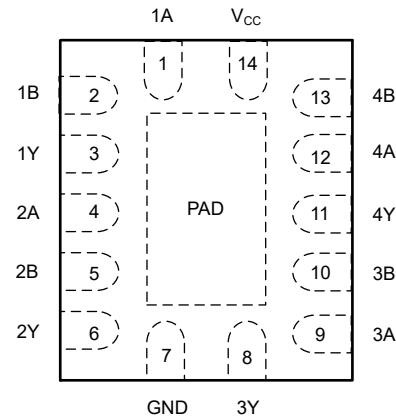 1A VCC
1 14
1B 2 13 4B
1Y 3 12 4A
2A 4 PAD 11 4Y
2B 5 10 3B
2Y 6 9 3A
7 8
GND 3Y